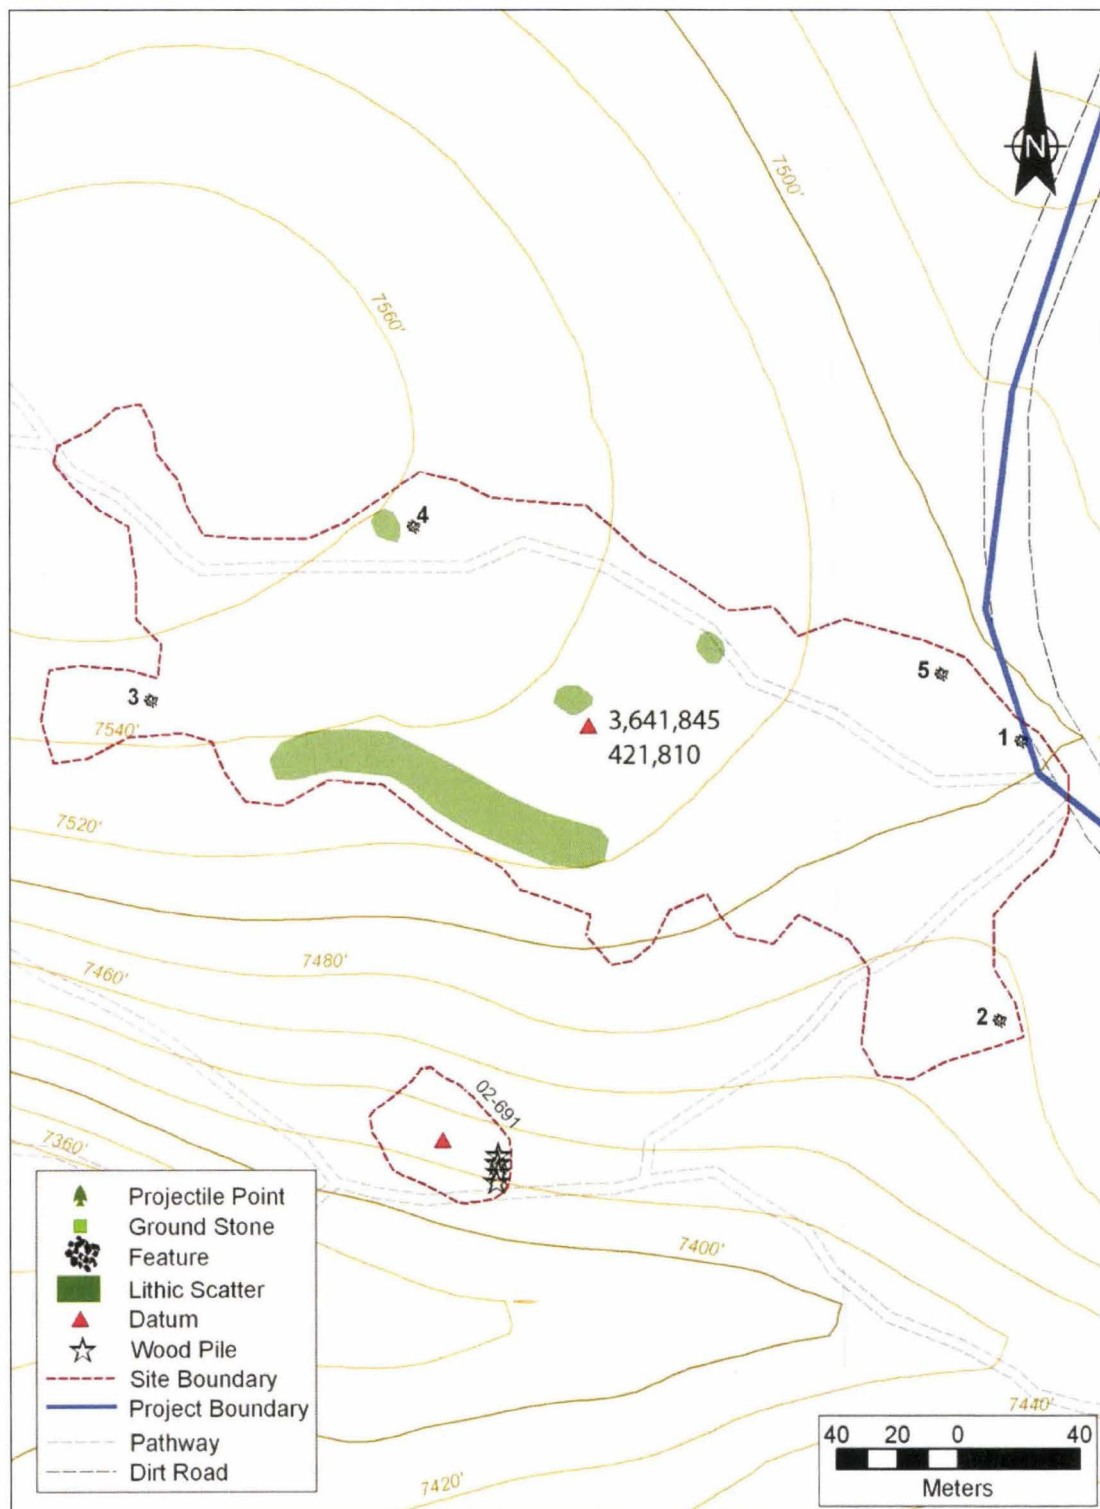 N
7500'
7560'
4
5
3
3,641,845
421,810
1
7540'
7520'
7480'
7460'
2
02-691
7360'
7400'
Projectile Point
Ground Stone
Feature
Lithic Scatter
Datum
Wood Pile
Site Boundary
Project Boundary
Pathway
Dirt Road
7440'
7420'
40 20 0 40
Meters